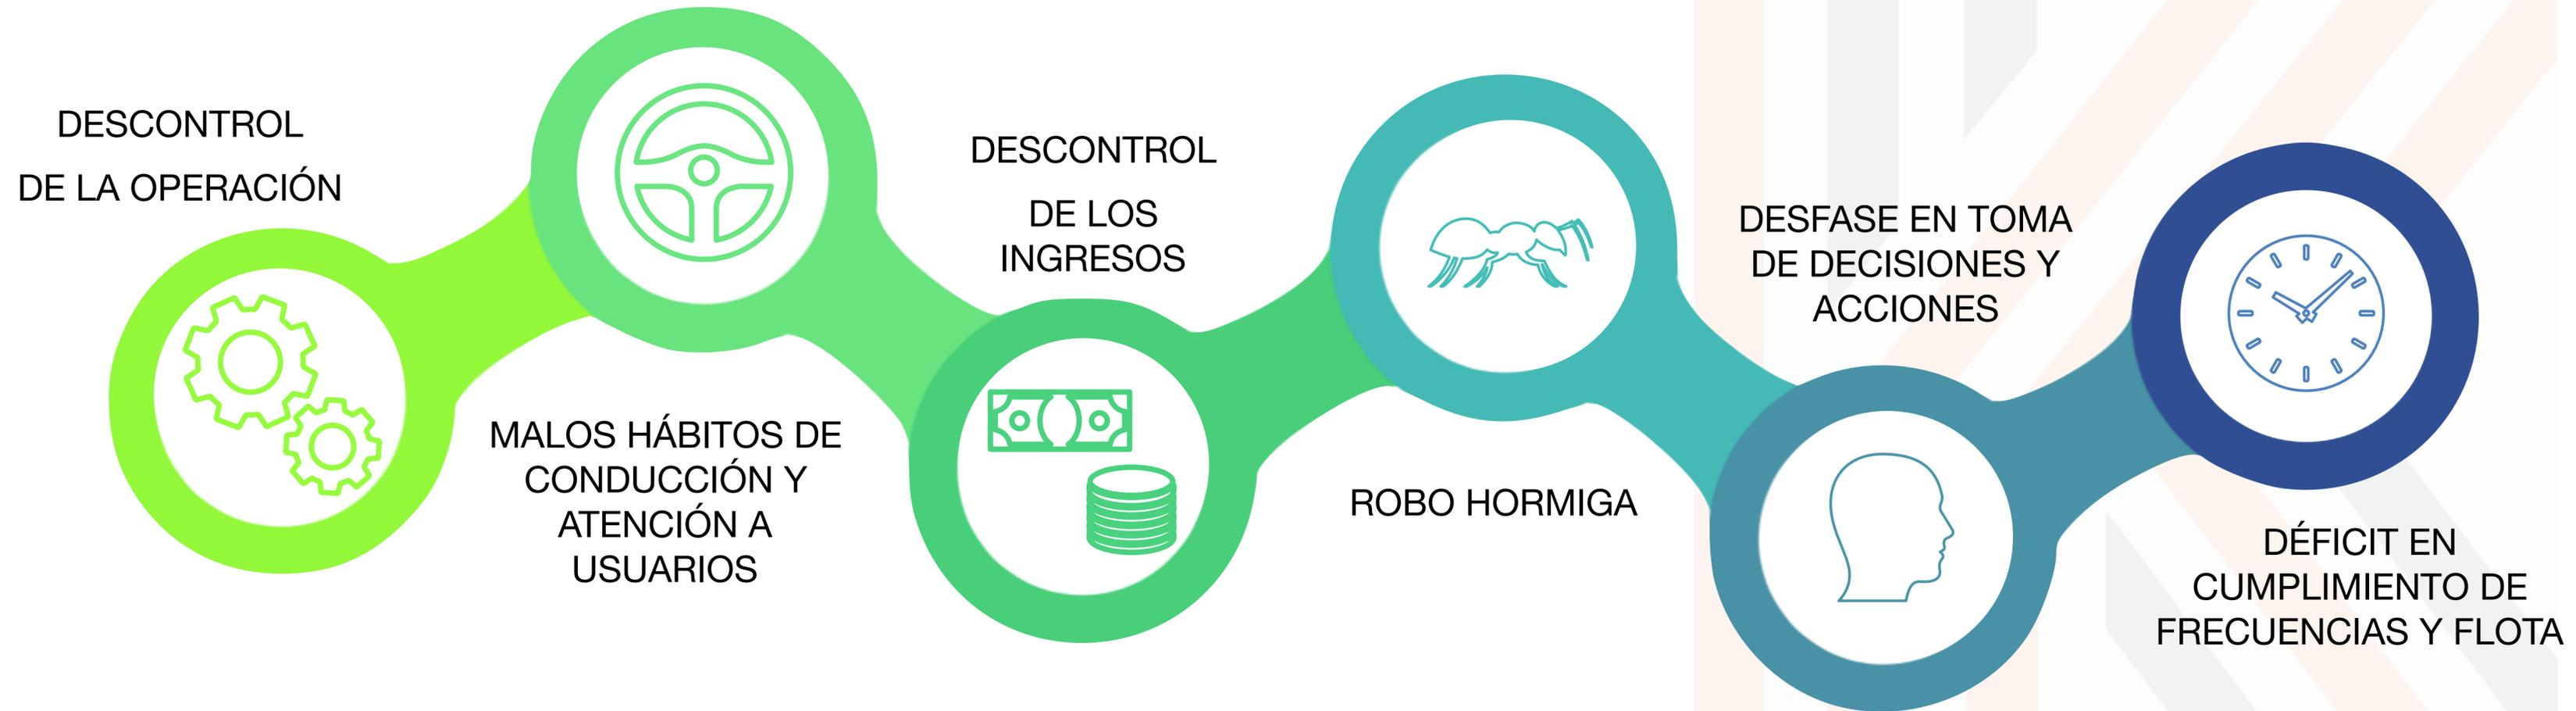 DESCONTROL
DE LA OPERACIÓN
MALOS HÁBITOS DE
CONDUCCIÓN Y
ATENCIÓN A
USUARIOS
DESCONTROL
DE LOS
INGRESOS
ROBO HORMIGA
DESFASE EN TOMA
DE DECISIONES Y
ACCIONES
DÉFICIT EN
CUMPLIMIENTO DE
FRECUENCIAS Y FLOTA